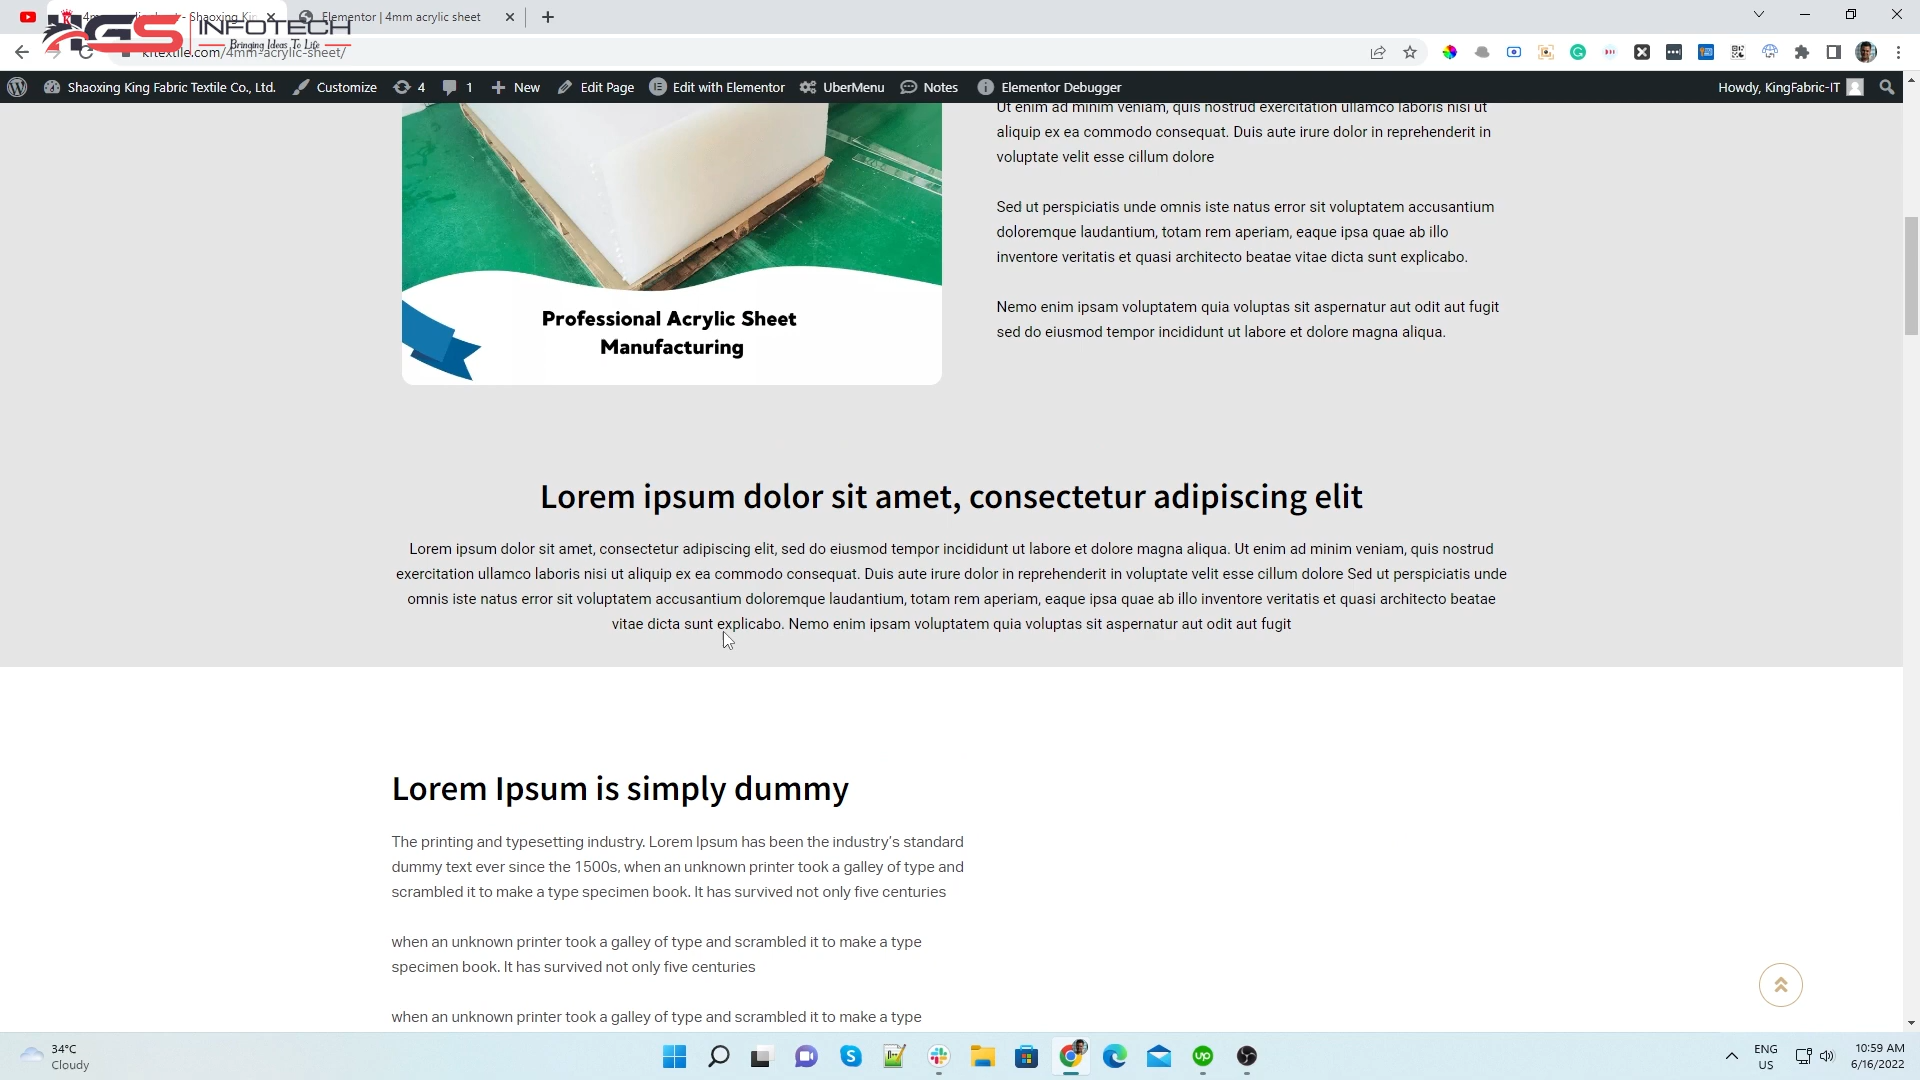 Elementor | 4mm acrylic sheet
GS INFOTECH
Bringing Ideas To Life
kftextile.com/4mm-acrylic-sheet/
Shaoxing King Fabric Textile Co., Ltd. Customize 4 1 New Edit Page Edit with Elementor UberMenu Notes Elementor Debugger Howdy, KingFabric-IT
Ut enim ad minim veniam, quis nostrud exercitation ullamco laboris nisi ut
aliquip ex ea commodo consequat. Duis aute irure dolor in reprehenderit in
voluptate velit esse cillum dolore
Sed ut perspiciatis unde omnis iste natus error sit voluptatem accusantium
doloremque laudantium, totam rem aperiam, eaque ipsa quae ab illo
inventore veritatis et quasi architecto beatae vitae dicta sunt explicabo.
Nemo enim ipsam voluptatem quia voluptas sit aspernatur aut odit aut fugit
sed do eiusmod tempor incididunt ut labore et dolore magna aliqua.
Professional Acrylic Sheet
Manufacturing
Lorem ipsum dolor sit amet, consectetur adipiscing elit
Lorem ipsum dolor sit amet, consectetur adipiscing elit, sed do eiusmod tempor incididunt ut labore et dolore magna aliqua. Ut enim ad minim veniam, quis nostrud
exercitation ullamco laboris nisi ut aliquip ex ea commodo consequat. Duis aute irure dolor in reprehenderit in voluptate velit esse cillum dolore Sed ut perspiciatis unde
omnis iste natus error sit voluptatem accusantium doloremque laudantium, totam rem aperiam, eaque ipsa quae ab illo inventore veritatis et quasi architecto beatae
vitae dicta sunt explicabo. Nemo enim ipsam voluptatem quia voluptas sit aspernatur aut odit aut fugit
Lorem Ipsum is simply dummy
The printing and typesetting industry. Lorem Ipsum has been the industry's standard
dummy text ever since the 1500s, when an unknown printer took a galley of type and
scrambled it to make a type specimen book. It has survived not only five centuries
when an unknown printer took a galley of type and scrambled it to make a type
specimen book. It has survived not only five centuries
when an unknown printer took a galley of type and scrambled it to make a type
34°C
Cloudy
ENG
US
10:59 AM
6/16/2022